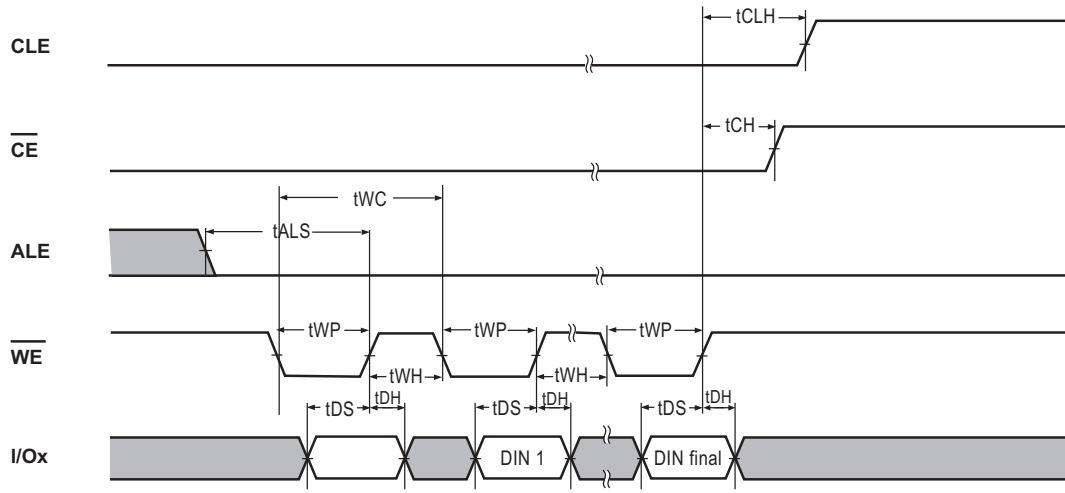 tCLH
CLE
tCH
CE
tWC
tALS
ALE
tWP tWP tWP
WE
tWH tWH
tDS tDH tDS tDH tDS tDH
I/Ox DIN 1 DIN final